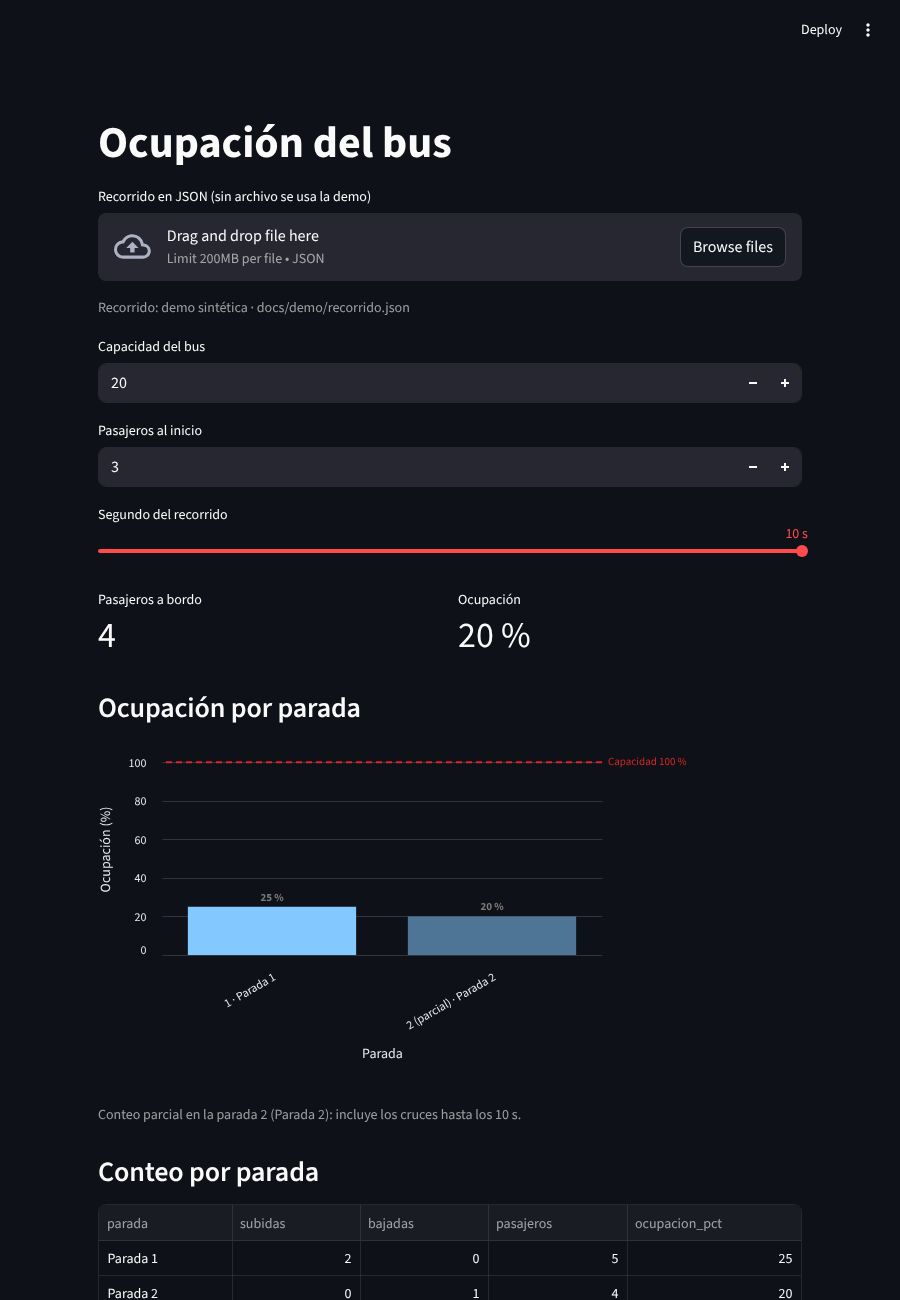 Deploy
Ocupación del bus
Recorrido en JSON (sin archivo se usa la demo)
Drag and drop file here
Limit 200MB per file • JSON
Browse files
Recorrido: demo sintética · docs/demo/recorrido.json
Capacidad del bus
20
Pasajeros al inicio
3
Segundo del recorrido
10 s
Pasajeros a bordo
4
Ocupación
20 %
Ocupación por parada
100
Capacidad 100 %
80
60
40
20
0
Ocupación (%)
25 %
20 %
1 · Parada 1
2 (parcial) · Parada 2
Parada
Conteo parcial en la parada 2 (Parada 2): incluye los cruces hasta los 10 s.
Conteo por parada
parada subidas bajadas pasajeros ocupacion_pct
Parada 1 2 0 5 25
Parada 2 0 1 4 20